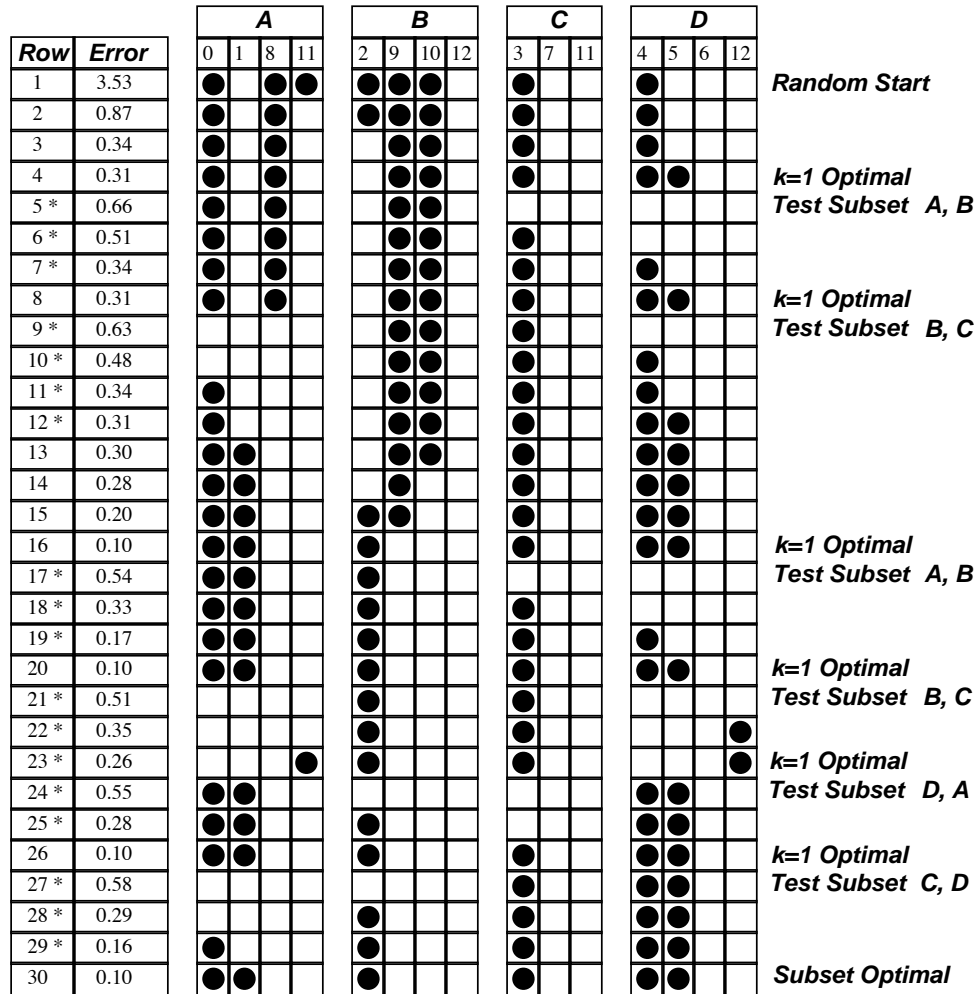 A B C D
Row Error 0 1 8 11 2 9 10 12 3 7 11 4 5 6 12
1 3.53 Random Start
2 0.87
3 0.34
4 0.31 k=1 Optimal
5 * 0.66 Test Subset A, B
6 * 0.51
7 * 0.34
8 0.31 k=1 Optimal
9 * 0.63 Test Subset B, C
10 * 0.48
11 * 0.34
12 * 0.31
13 0.30
14 0.28
15 0.20
16 0.10 k=1 Optimal
17 * 0.54 Test Subset A, B
18 * 0.33
19 * 0.17
20 0.10 k=1 Optimal
21 * 0.51 Test Subset B, C
22 * 0.35
23 * 0.26 k=1 Optimal
24 * 0.55 Test Subset D, A
25 * 0.28
26 0.10 k=1 Optimal
27 * 0.58 Test Subset C, D
28 * 0.29
29 * 0.16
30 0.10 Subset Optimal